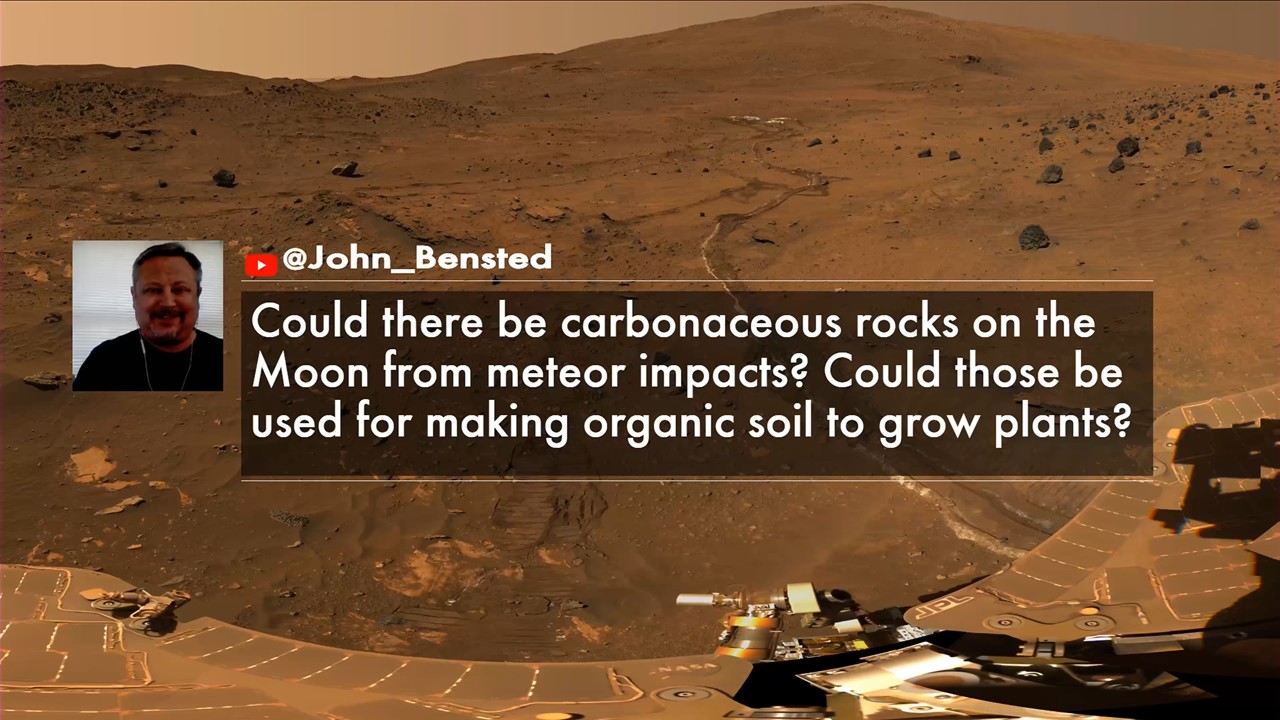 @John_Bensted
Could there be carbonaceous rocks on the
Moon from meteor impacts? Could those be
used for making organic soil to grow plants?
NASA